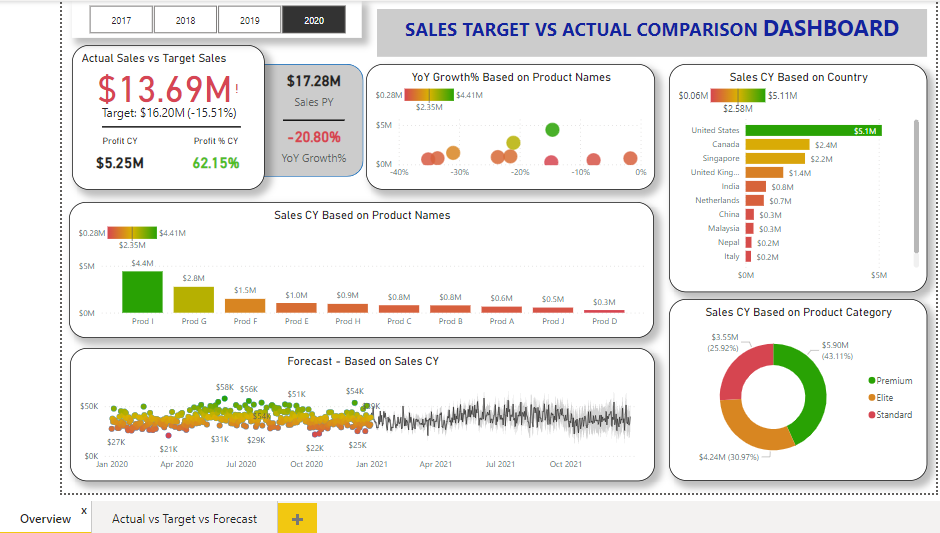 2017 2018 2019 2020
SALES TARGET VS ACTUAL COMPARISON DASHBOARD
Actual Sales vs Target Sales
$13.69M!
Target: $16.20M (-15.51%)
Profit CY Profit % CY
$5.25M 62.15%
$17.28M
Sales PY
-20.80%
YoY Growth%
YoY Growth% Based on Product Names
$0.28M $4.41M
$2.35M
$5M
$0M
-40% -30% -20% -10% 0%
Sales CY Based on Country
$0.06M $5.11M
$2.58M
United States $5.1M
Canada $2.4M
Singapore $2.2M
United King... $1.4M
India $0.8M
Netherlands $0.7M
China $0.3M
Malaysia $0.3M
Nepal $0.2M
Italy $0.2M
$0M $5M
Sales CY Based on Product Names
$0.28M $4.41M
$2.35M
$5M
$0M
$4.4M $2.8M $1.5M $1.0M $0.9M $0.8M $0.8M $0.6M $0.5M $0.3M
Prod I Prod G Prod F Prod E Prod H Prod C Prod B Prod A Prod J Prod D
Forecast - Based on Sales CY
$58K $56K $51K $54K
$50K
$54K
$27K $21K $31K $29K $22K $25K
$0K
Jan 2020 Apr 2020 Jul 2020 Oct 2020 Jan 2021 Apr 2021 Jul 2021 Oct 2021
Sales CY Based on Product Category
$3.55M
(25.92%)
$5.90M
(43.11%)
$4.24M (30.97%)
Premium
Elite
Standard
Overview x
Actual vs Target vs Forecast
+